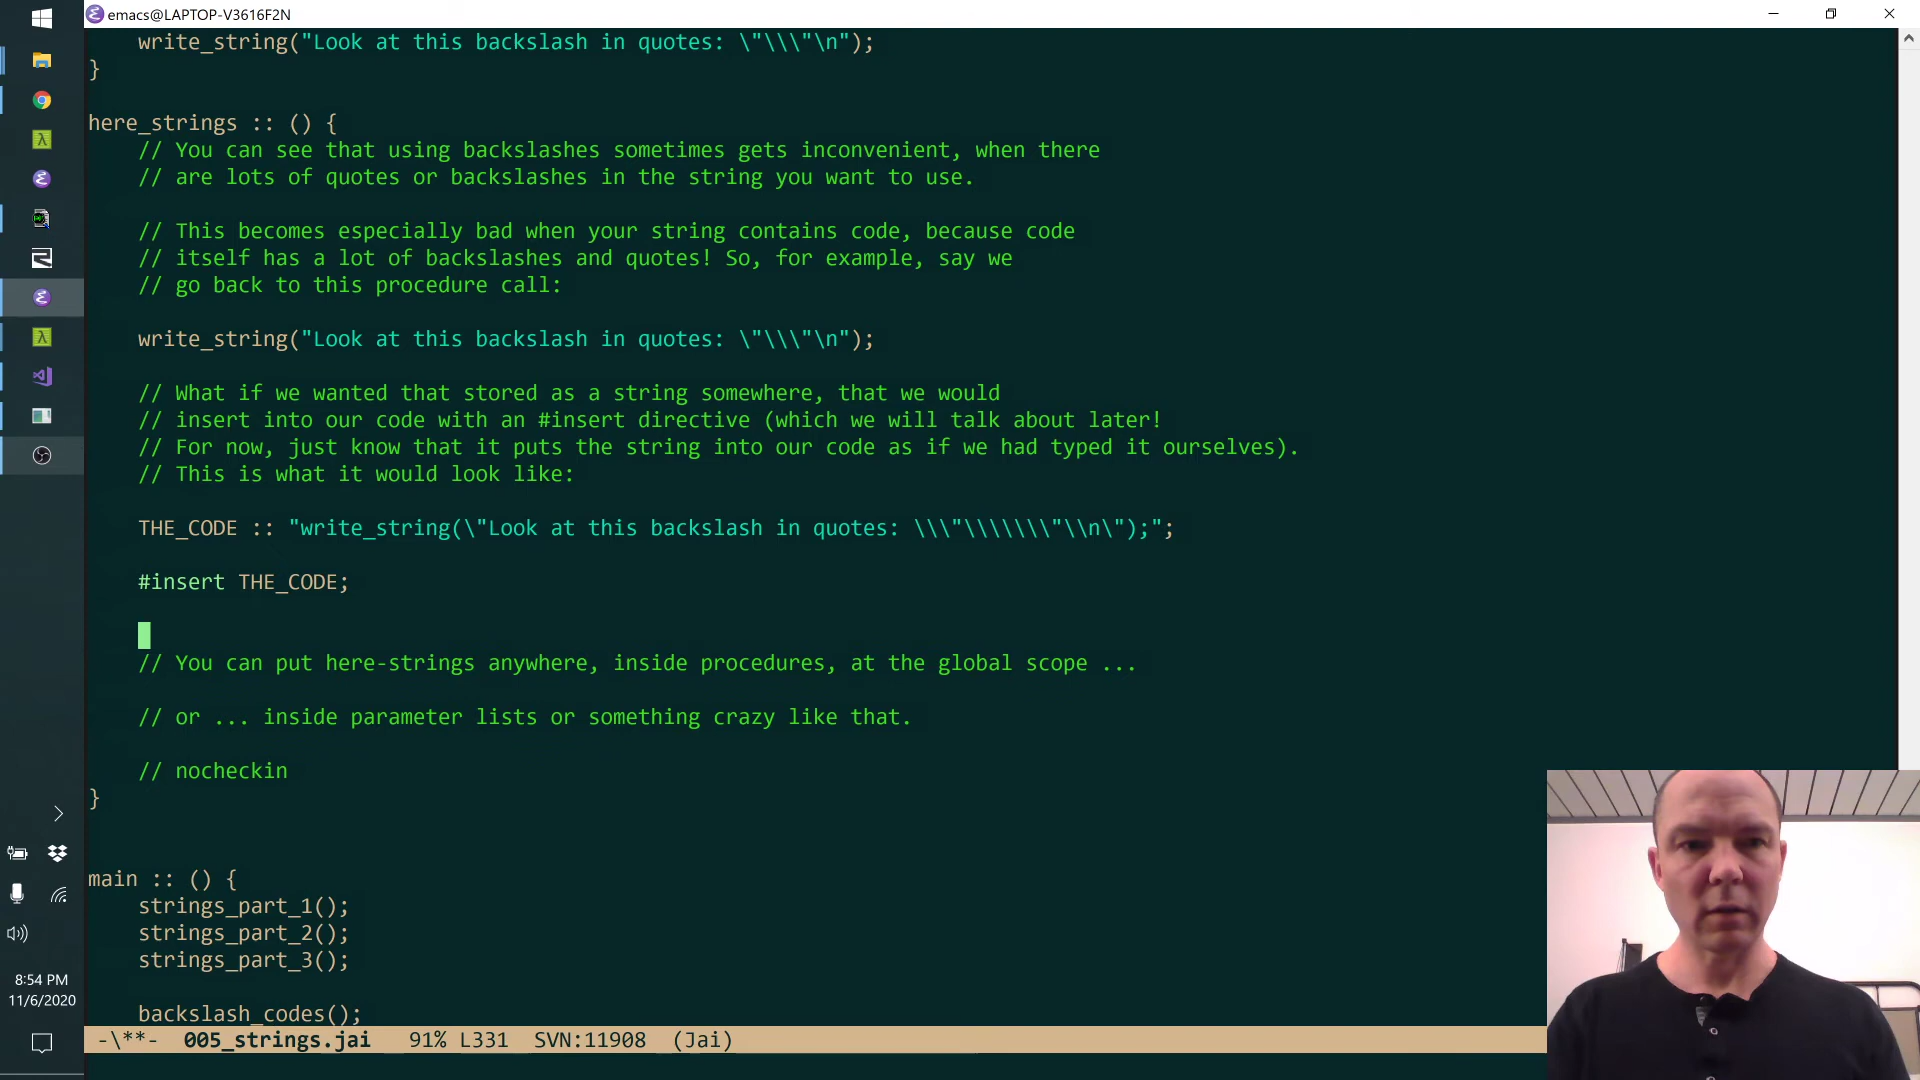 emacs@LAPTOP-V3616F2N
write_string("Look at this backslash in quotes: \"\\\"\n");
}
here_strings :: () {
// You can see that using backslashes sometimes gets inconvenient, when there
// are lots of quotes or backslashes in the string you want to use.
// This becomes especially bad when your string contains code, because code
// itself has a lot of backslashes and quotes! So, for example, say we
// go back to this procedure call:
write_string("Look at this backslash in quotes: \"\\\"\n");
// What if we wanted that stored as a string somewhere, that we would
// insert into our code with an #insert directive (which we will talk about later!
// For now, just know that it puts the string into our code as if we had typed it ourselves).
// This is what it would look like:
THE_CODE :: "write_string(\"Look at this backslash in quotes: \\\"\\\\\\\"\\n\");";
#insert THE_CODE;
// You can put here-strings anywhere, inside procedures, at the global scope ...
// or ... inside parameter lists or something crazy like that.
// nocheckin
}
main :: () {
strings_part_1();
strings_part_2();
strings_part_3();
backslash_codes();
-\**-  005_strings.jai   91% L331  SVN:11908  (Jai)
8:54 PM
11/6/2020